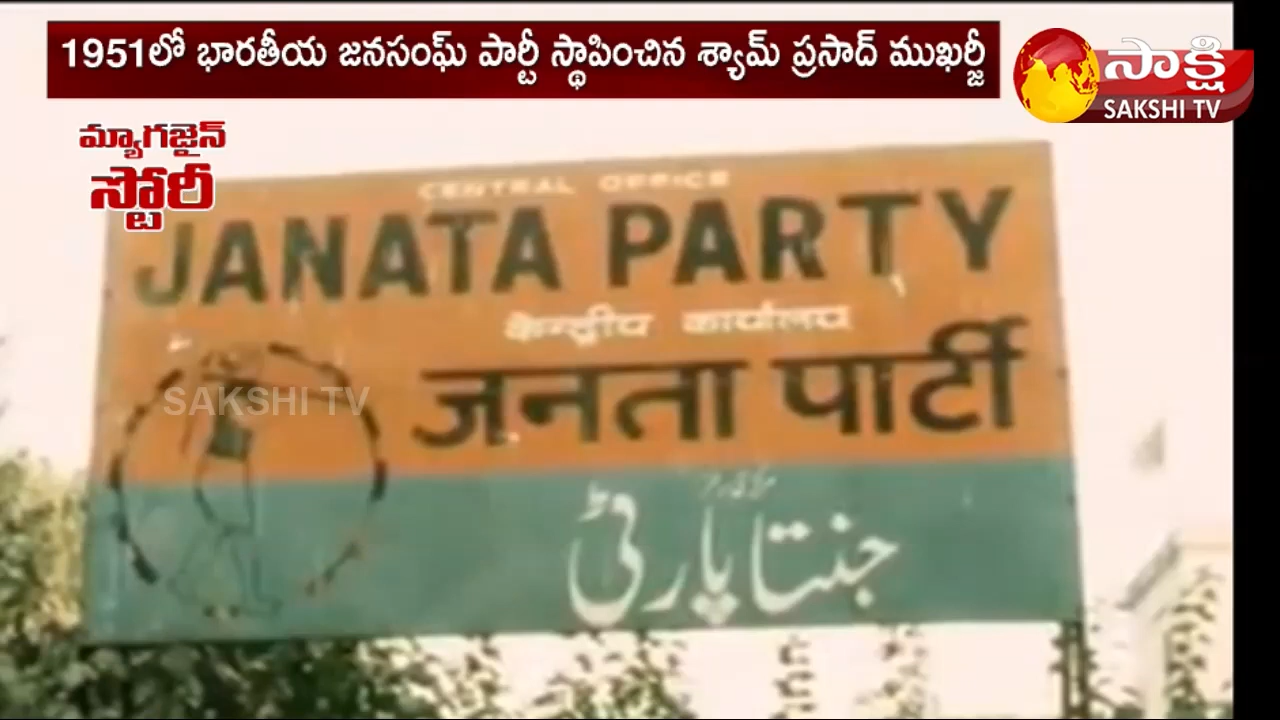 1951లో భారతీయ జనసంఘ్ పార్టీ స్థాపించిన శ్యామ్ ప్రసాద్ ముఖర్జీ
సాక్షి
SAKSHI TV
మ్యాగజైన్
స్టోరీ
CENTRAL OFFICE
JANATA PARTY
केन्द्रीय कार्यालय
जनता पार्टी
SAKSHI TV
جنتا پارٹی